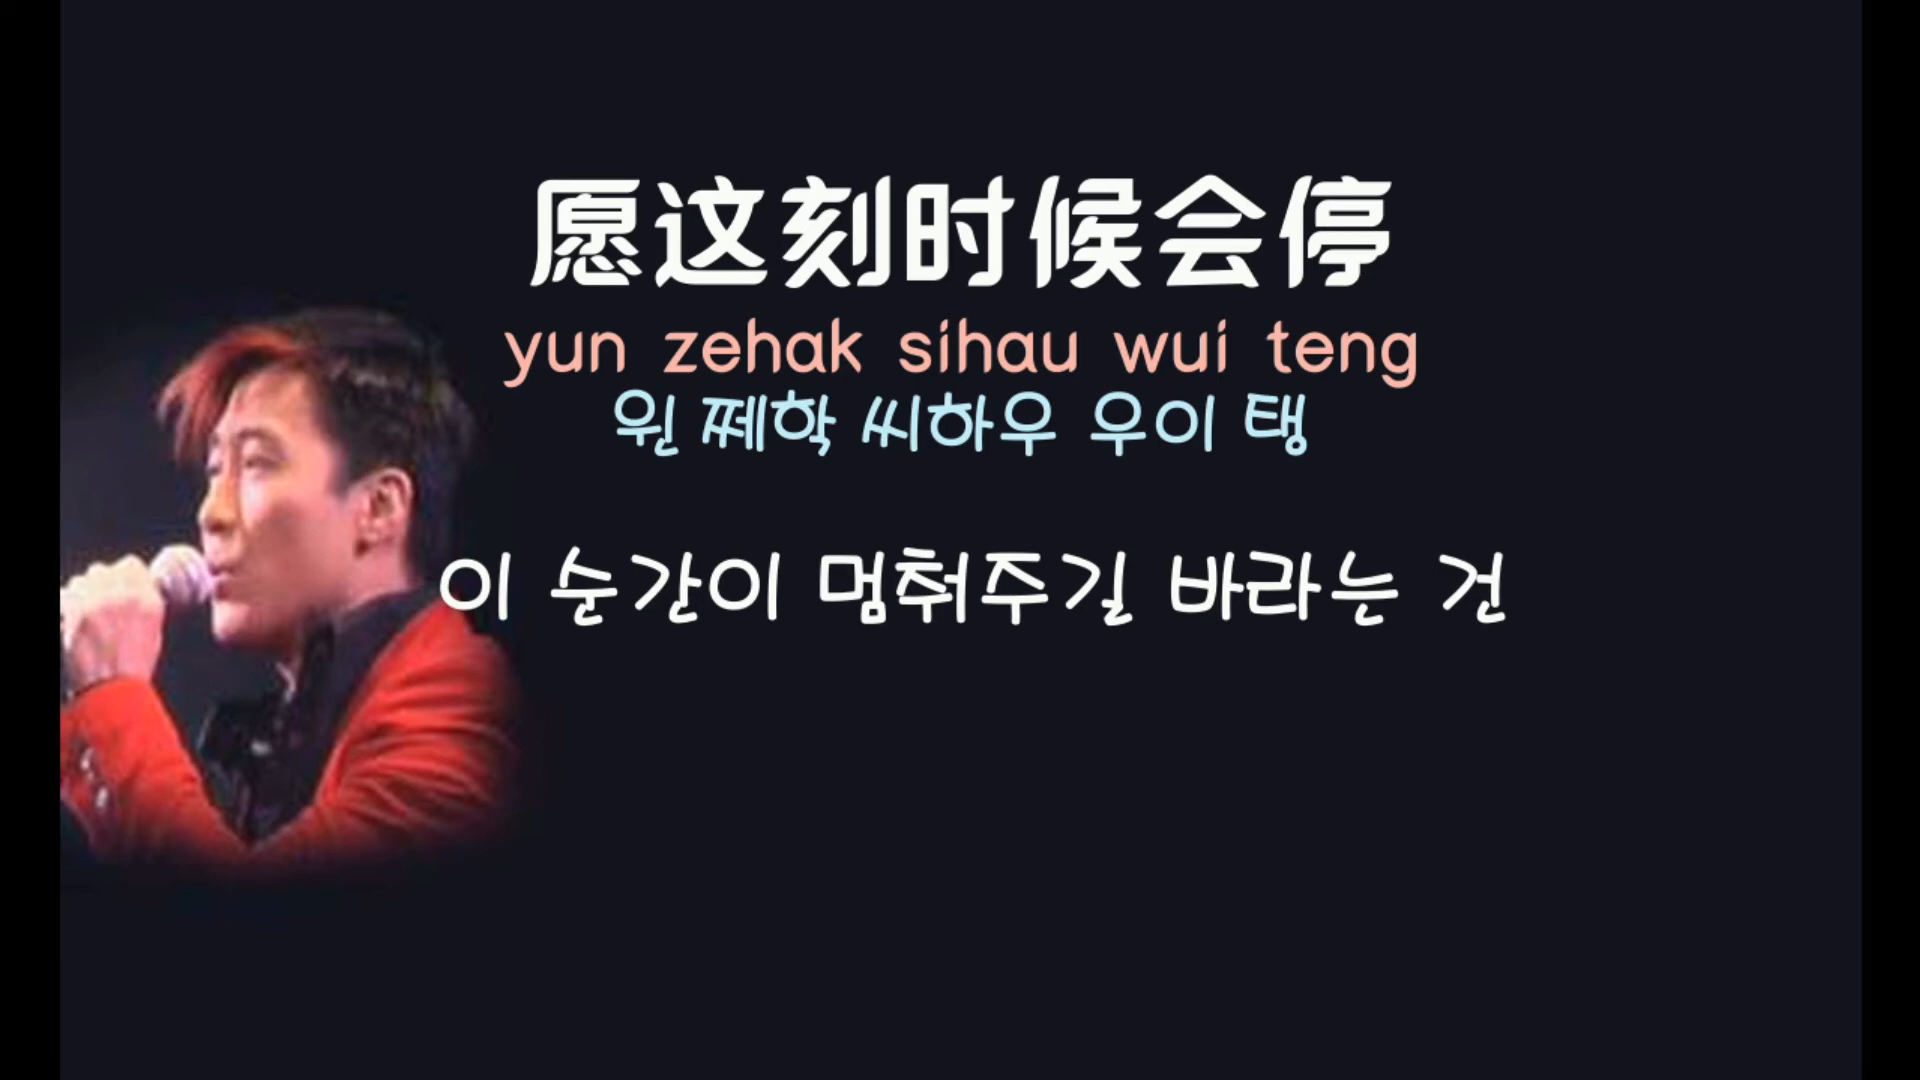 愿这刻时候会停
yun zehak sihau wui teng
원 쩨학 씨하우 우이 탱
이 순간이 멈춰주길 바라는 건